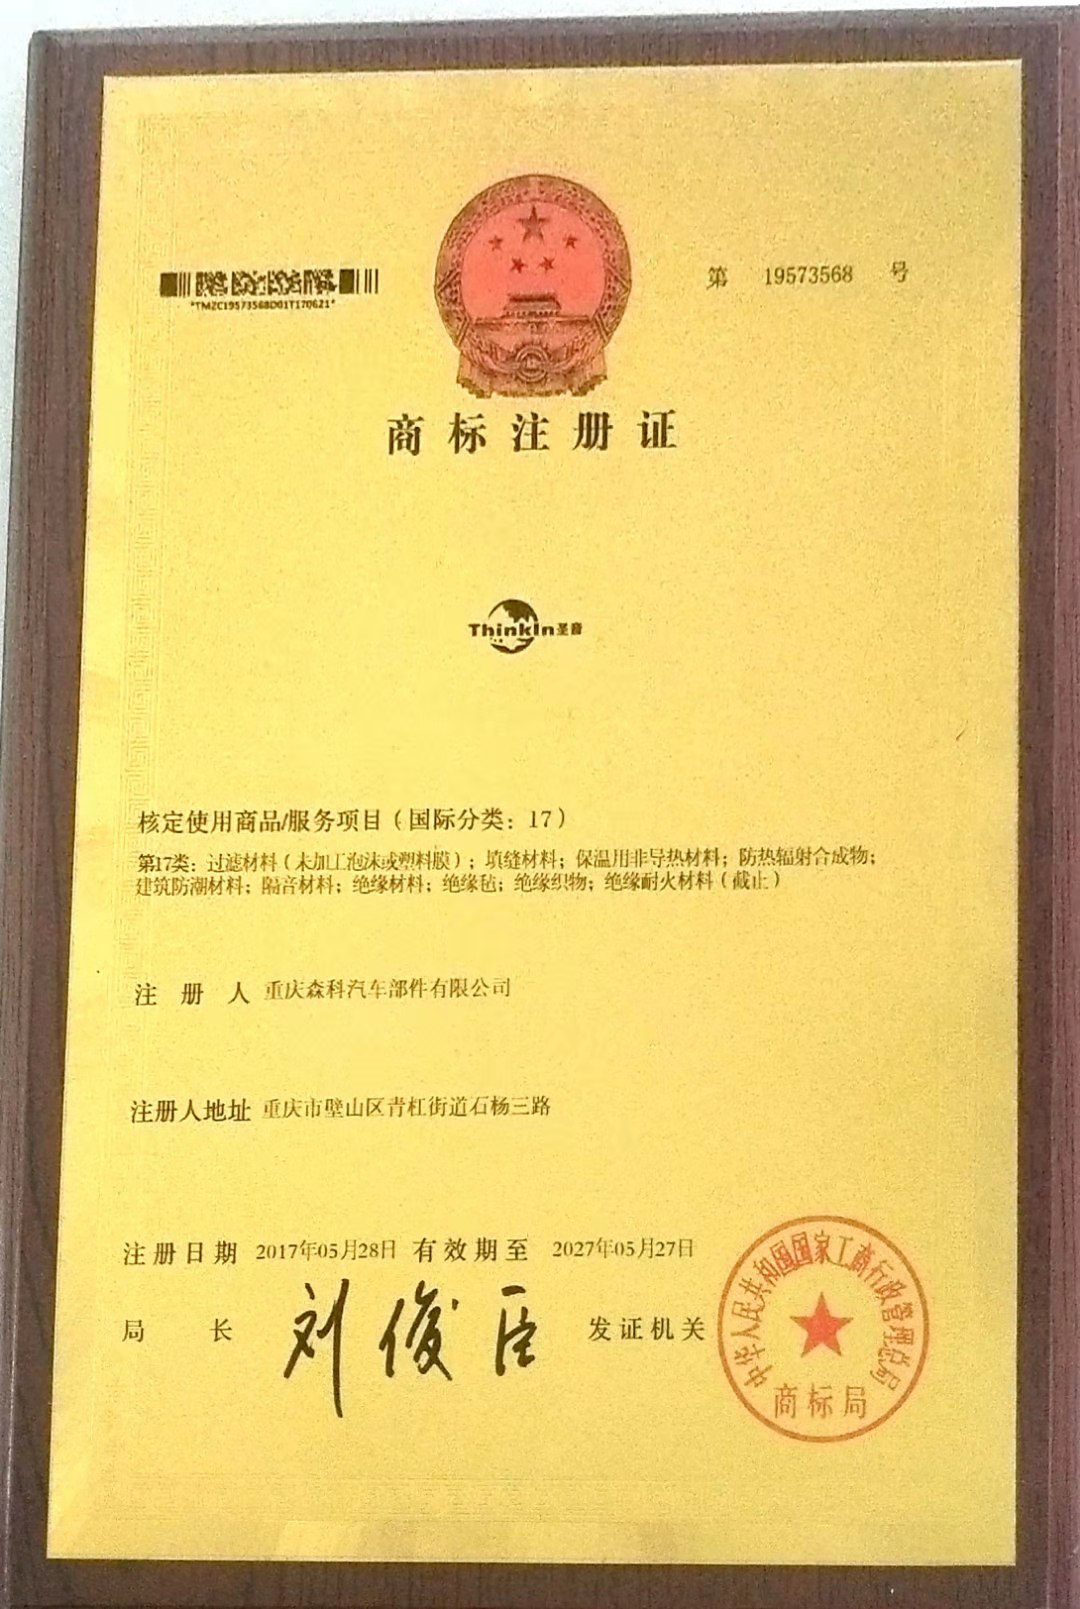 第 19573568 号
*TMZC19573568D01T170621*
商标注册证
ThinkIn圣音
核定使用商品/服务项目（国际分类：17）
第17类：过滤材料（未加工泡沫或塑料膜）；填缝材料；保温用非导热材料；防热辐射合成物；
建筑防潮材料；隔音材料；绝缘材料；绝缘毡；绝缘织物；绝缘耐火材料（截止）
注册人 重庆森科汽车部件有限公司
注册人地址 重庆市璧山区青杠街道石杨三路
注册日期 2017年05月28日 有效期至 2027年05月27日
局长 刘俊臣 发证机关
中华人民共和国国家工商行政管理总局
商标局